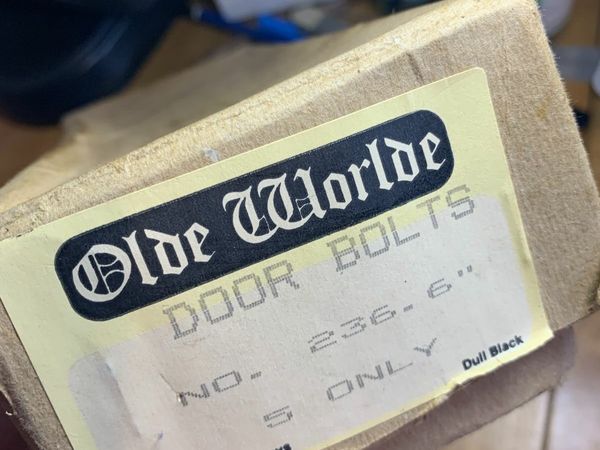 Olde Worlde
DOOR BOLTS
NO. 236-6"
5 ONLY
Dull Black